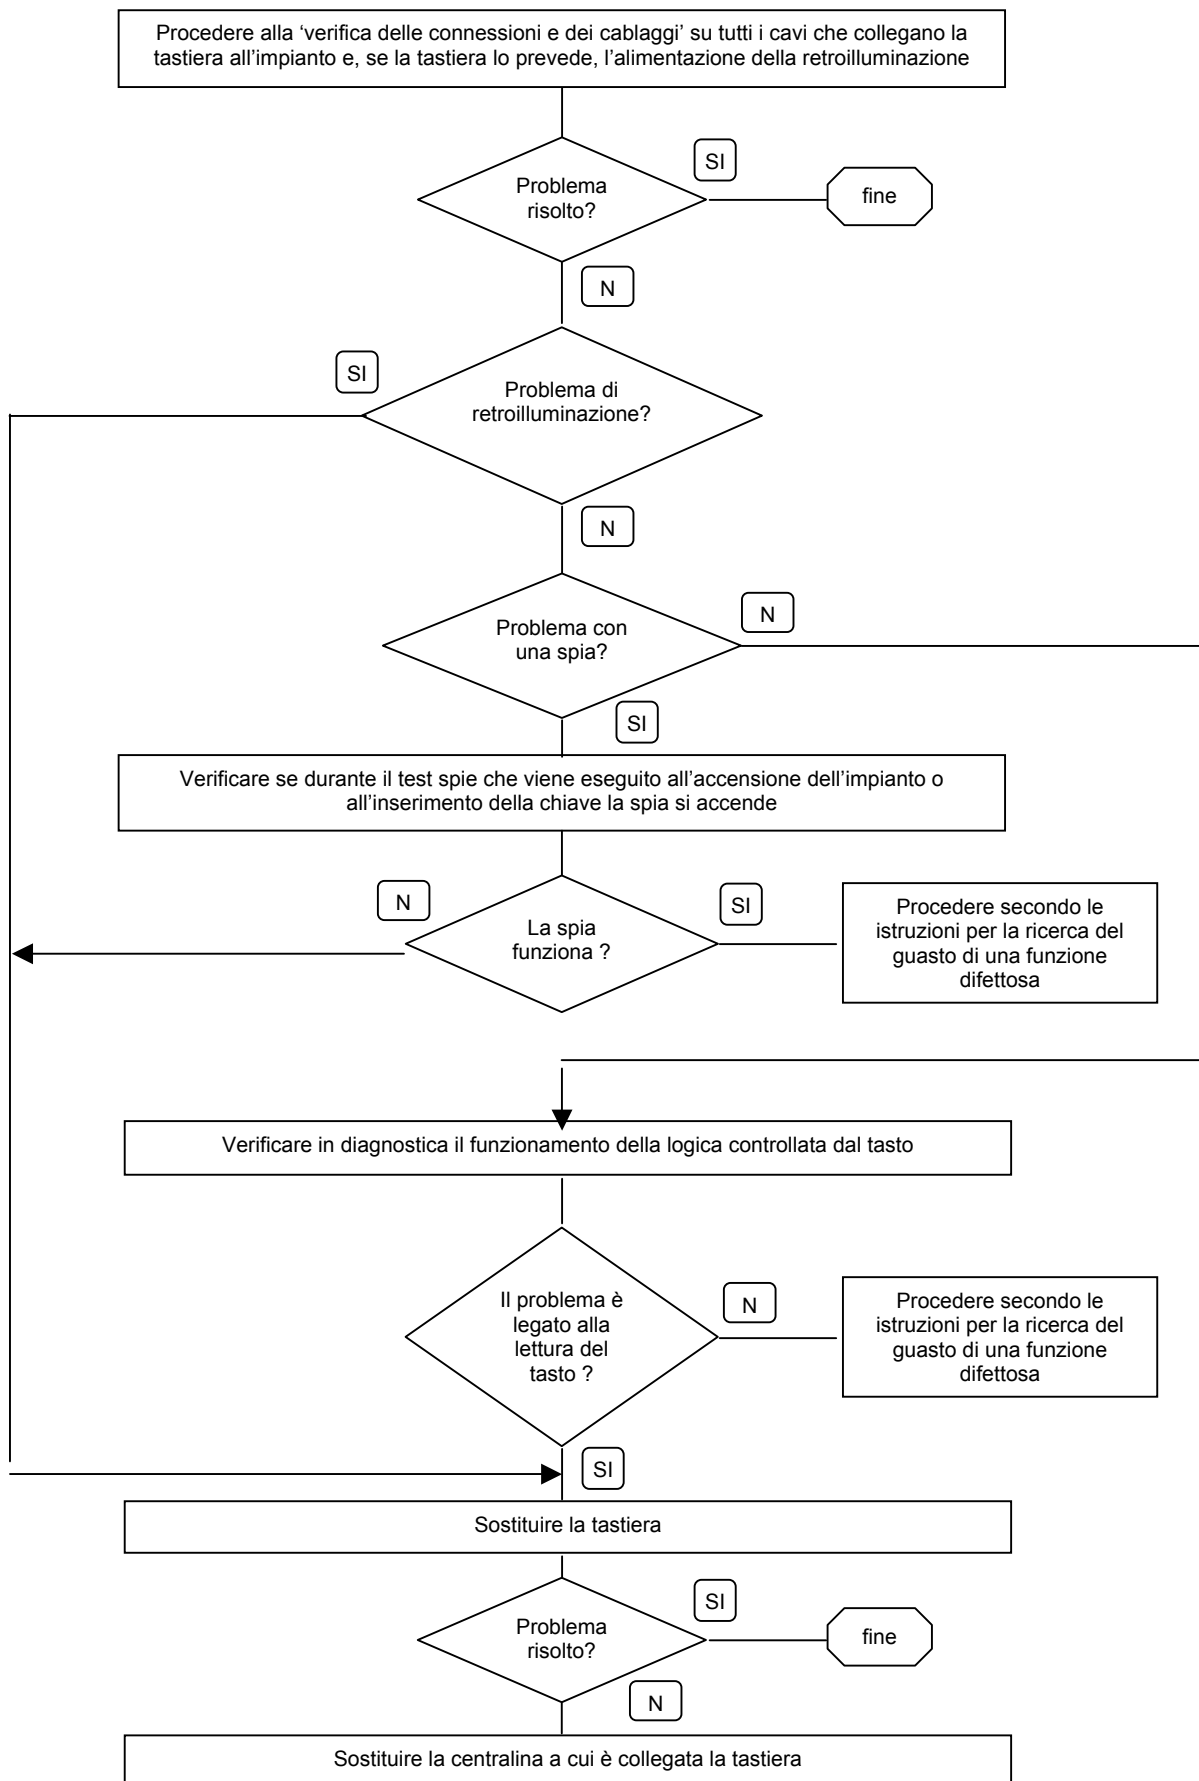 Procedere alla ‘verifica delle connessioni e dei cablaggi’ su tutti i cavi che collegano la
tastiera all’impianto e, se la tastiera lo prevede, l’alimentazione della retroilluminazione
SI
Problema
risolto?
fine
N
SI
Problema di
retroilluminazione?
N
N
Problema con
una spia?
SI
Verificare se durante il test spie che viene eseguito all’accensione dell’impianto o
all’inserimento della chiave la spia si accende
N
SI
La spia
funziona ?
Procedere secondo le
istruzioni per la ricerca del
guasto di una funzione
difettosa
Verificare in diagnostica il funzionamento della logica controllata dal tasto
Il problema è
legato alla
lettura del
tasto ?
N
Procedere secondo le
istruzioni per la ricerca del
guasto di una funzione
difettosa
SI
Sostituire la tastiera
SI
Problema
risolto?
fine
N
Sostituire la centralina a cui è collegata la tastiera